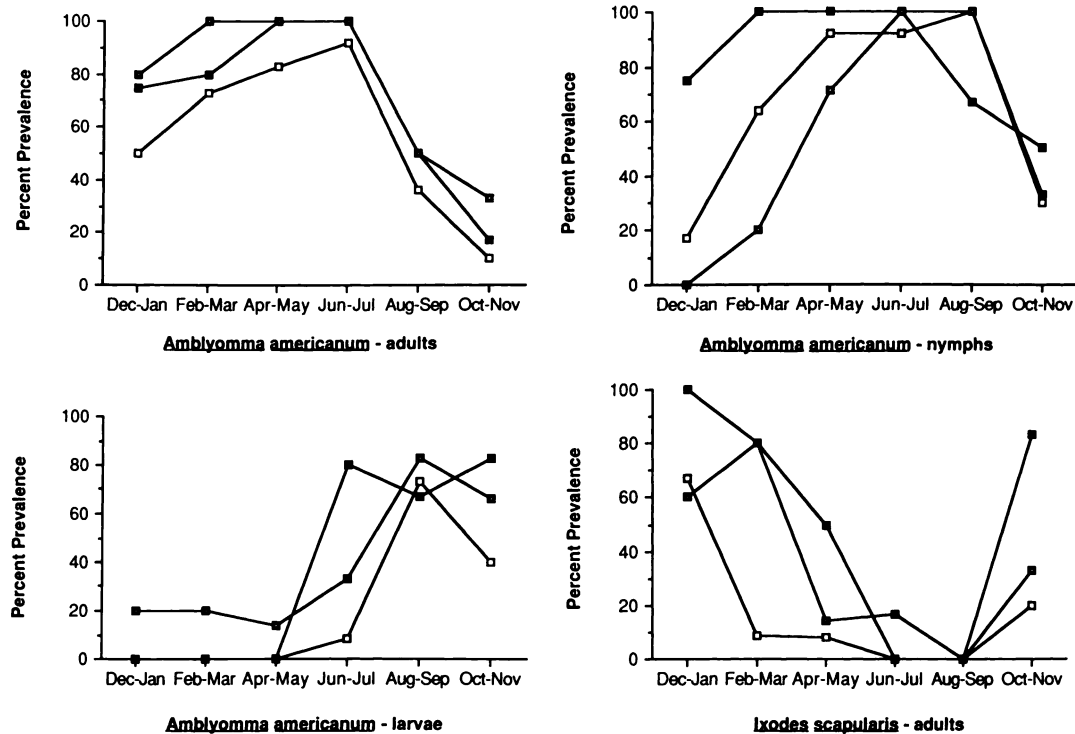 Percent Prevalence
100
80
60
40
20
0
Dec-Jan Feb-Mar Apr-May Jun-Jul Aug-Sep Oct-Nov
Amblyomma americanum - adults
Percent Prevalence
100
80
60
40
20
0
Dec-Jan Feb-Mar Apr-May Jun-Jul Aug-Sep Oct-Nov
Amblyomma americanum - nymphs
Percent Prevalence
100
80
60
40
20
0
Dec-Jan Feb-Mar Apr-May Jun-Jul Aug-Sep Oct-Nov
Amblyomma americanum - larvae
Percent Prevalence
100
80
60
40
20
0
Dec-Jan Feb-Mar Apr-May Jun-Jul Aug-Sep Oct-Nov
Ixodes scapularis - adults